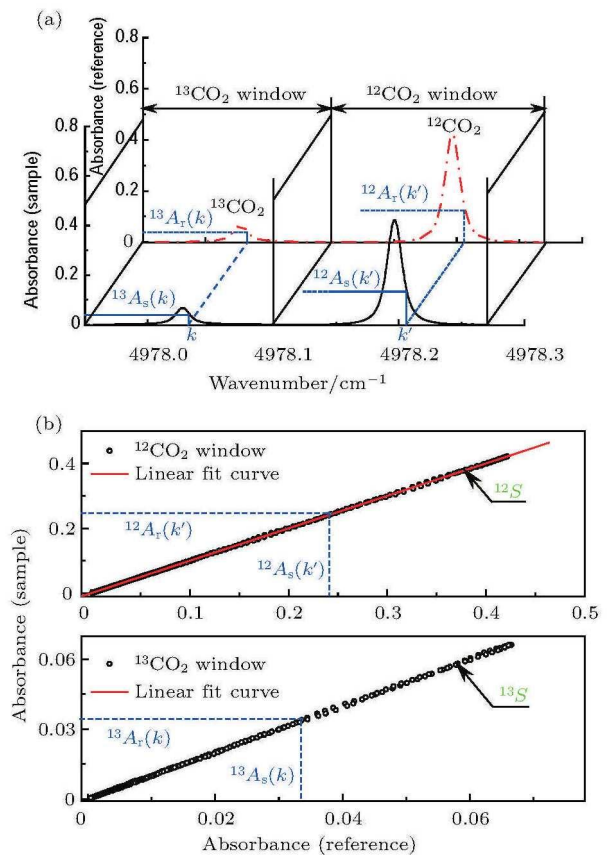 (a)
0.8
0.6
0.4
0.2
0
Absorbance (reference)
¹³CO₂ window
¹²CO₂ window
¹³CO₂
¹²CO₂
¹³Aᵣ(k)
¹²Aᵣ(k′)
0.8
0.6
0.4
0.2
0
Absorbance (sample)
¹³Aₛ(k)
¹²Aₛ(k′)
k
k′
4978.0 4978.1 4978.2 4978.3
Wavenumber/cm⁻¹
(b)
Absorbance (sample)
¹²CO₂ window
Linear fit curve
¹²S
¹²Aᵣ(k′)
¹²Aₛ(k′)
0.4
0.2
0
0 0.1 0.2 0.3 0.4 0.5
¹³CO₂ window
Linear fit curve
¹³S
¹³Aᵣ(k)
¹³Aₛ(k)
0.06
0.03
0
0 0.02 0.04 0.06
Absorbance (reference)